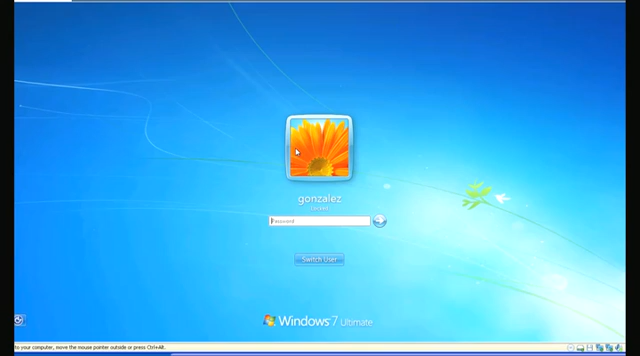 gonzalez
Locked
Password
Switch User
Windows 7 Ultimate
to your computer, move the mouse pointer outside or press Ctrl+Alt.